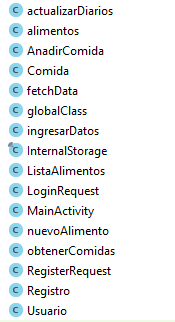 actualizarDiarios
alimentos
AnadirComida
Comida
fetchData
globalClass
ingresarDatos
InternalStorage
ListaAlimentos
LoginRequest
MainActivity
nuevoAlimento
obtenerComidas
RegisterRequest
Registro
Usuario